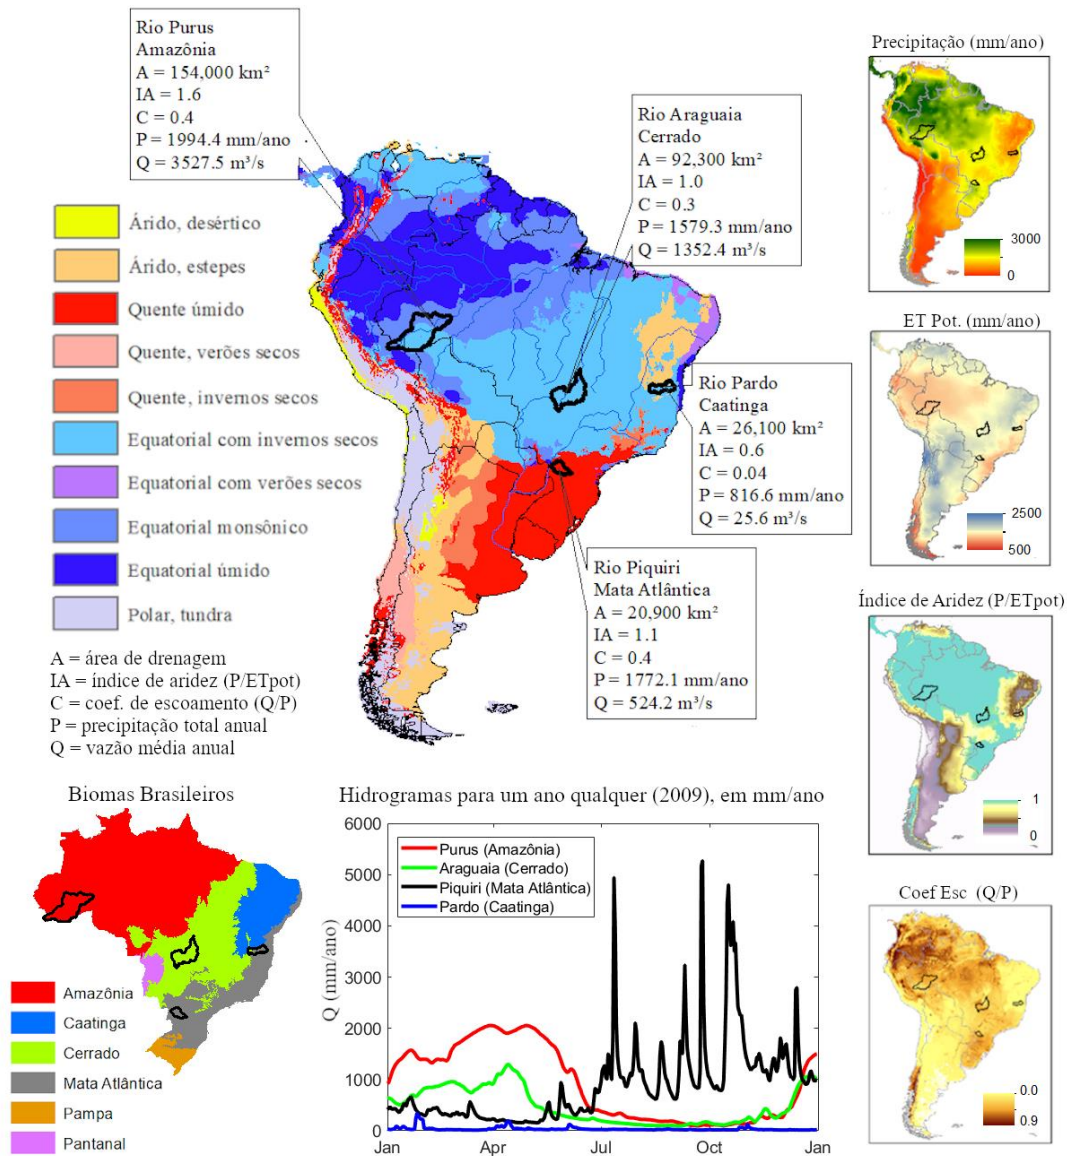 Rio Purus
Amazônia
A = 154,000 km²
IA = 1.6
C = 0.4
P = 1994.4 mm/ano
Q = 3527.5 m³/s
Rio Araguaia
Cerrado
A = 92,300 km²
IA = 1.0
C = 0.3
P = 1579.3 mm/ano
Q = 1352.4 m³/s
Rio Pardo
Caatinga
A = 26,100 km²
IA = 0.6
C = 0.04
P = 816.6 mm/ano
Q = 25.6 m³/s
Rio Piquiri
Mata Atlântica
A = 20,900 km²
IA = 1.1
C = 0.4
P = 1772.1 mm/ano
Q = 524.2 m³/s
Árido, desértico
Árido, estepes
Quente úmido
Quente, verões secos
Quente, invernos secos
Equatorial com invernos secos
Equatorial com verões secos
Equatorial monsônico
Equatorial úmido
Polar, tundra
A = área de drenagem
IA = índice de aridez (P/ETpot)
C = coef. de escoamento (Q/P)
P = precipitação total anual
Q = vazão média anual
Precipitação (mm/ano)
3000
0
ET Pot. (mm/ano)
2500
500
Índice de Aridez (P/ETpot)
1
0
Coef Esc (Q/P)
0.0
0.9
Biomas Brasileiros
Amazônia
Caatinga
Cerrado
Mata Atlântica
Pampa
Pantanal
Hidrogramas para um ano qualquer (2009), em mm/ano
Purus (Amazônia)
Araguaia (Cerrado)
Piquiri (Mata Atlântica)
Pardo (Caatinga)
Q (mm/ano)
6000
5000
4000
3000
2000
1000
0
Jan
Apr
Jul
Oct
Jan